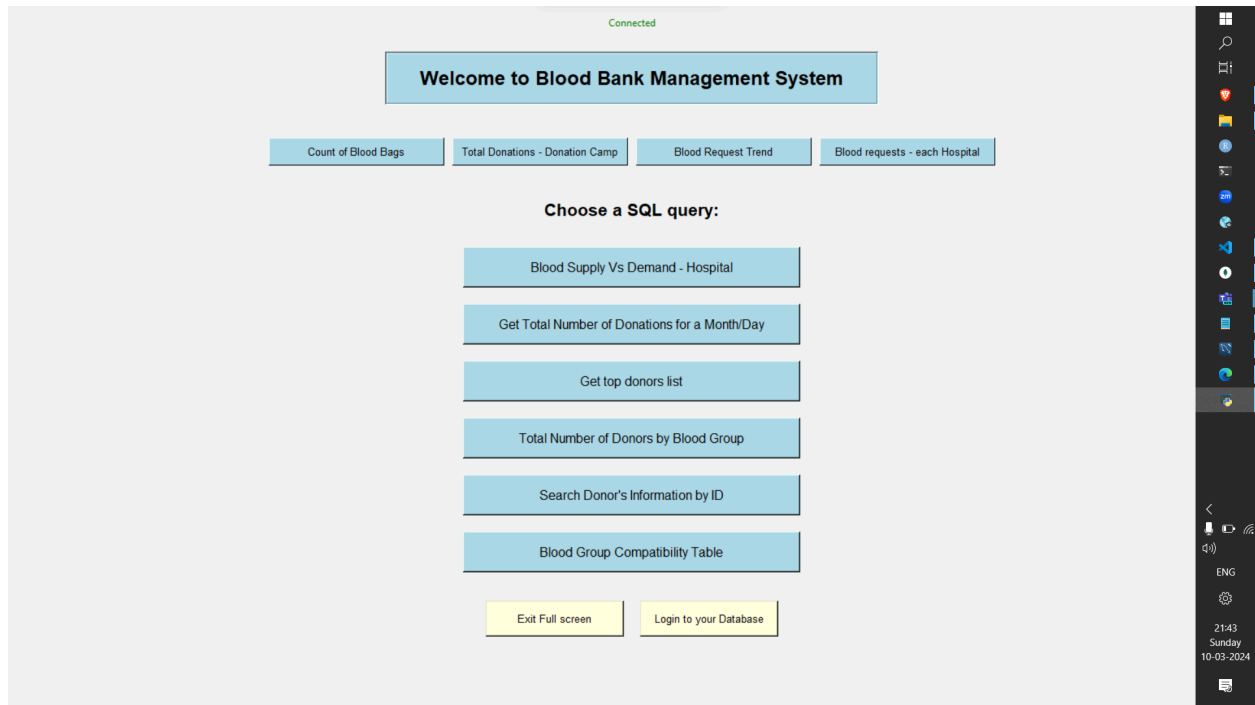 Connected
Welcome to Blood Bank Management System
Count of Blood Bags
Total Donations - Donation Camp
Blood Request Trend
Blood requests - each Hospital
Choose a SQL query:
Blood Supply Vs Demand - Hospital
Get Total Number of Donations for a Month/Day
Get top donors list
Total Number of Donors by Blood Group
Search Donor's Information by ID
Blood Group Compatibility Table
Exit Full screen
Login to your Database
R
zm
ENG
21:43
Sunday
10-03-2024